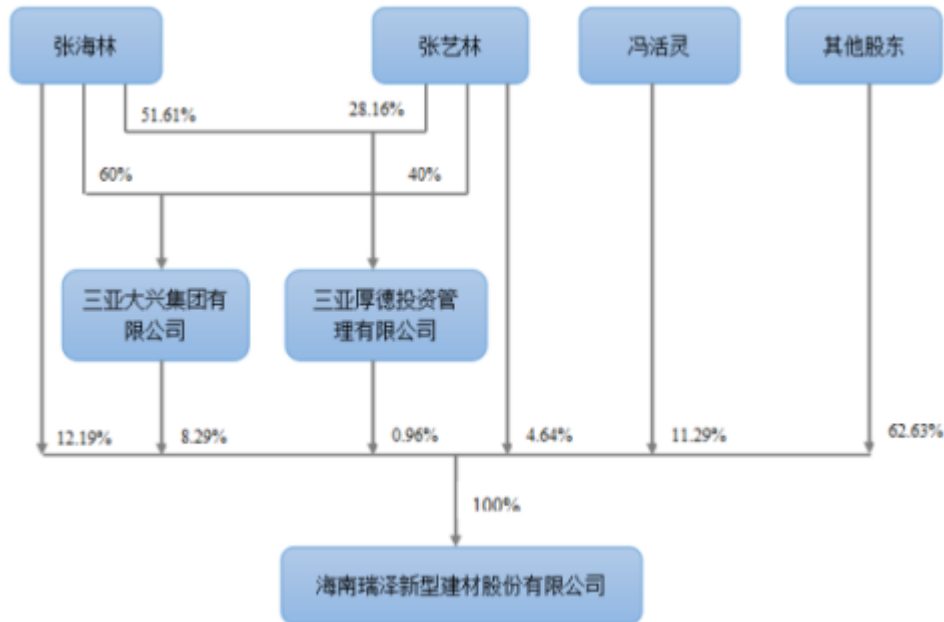 张海林
张艺林
冯活灵
其他股东
51.61%
28.16%
60%
40%
三亚大兴集团有
限公司
三亚厚德投资管
理有限公司
12.19%
8.29%
0.96%
4.64%
11.29%
62.63%
100%
海南瑞泽新型建材股份有限公司